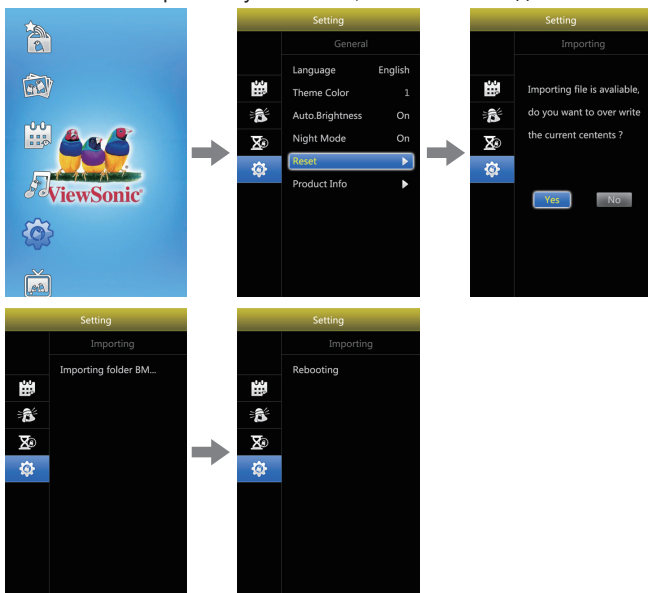 ViewSonic
Setting
General
Language English
Theme Color 1
Auto.Brightness On
Night Mode On
Reset
Product Info
Setting
Importing
Importing file is avaliable,
do you want to over write
the current centents ?
Yes No
Setting
Importing
Importing folder BM...
Setting
Importing
Rebooting